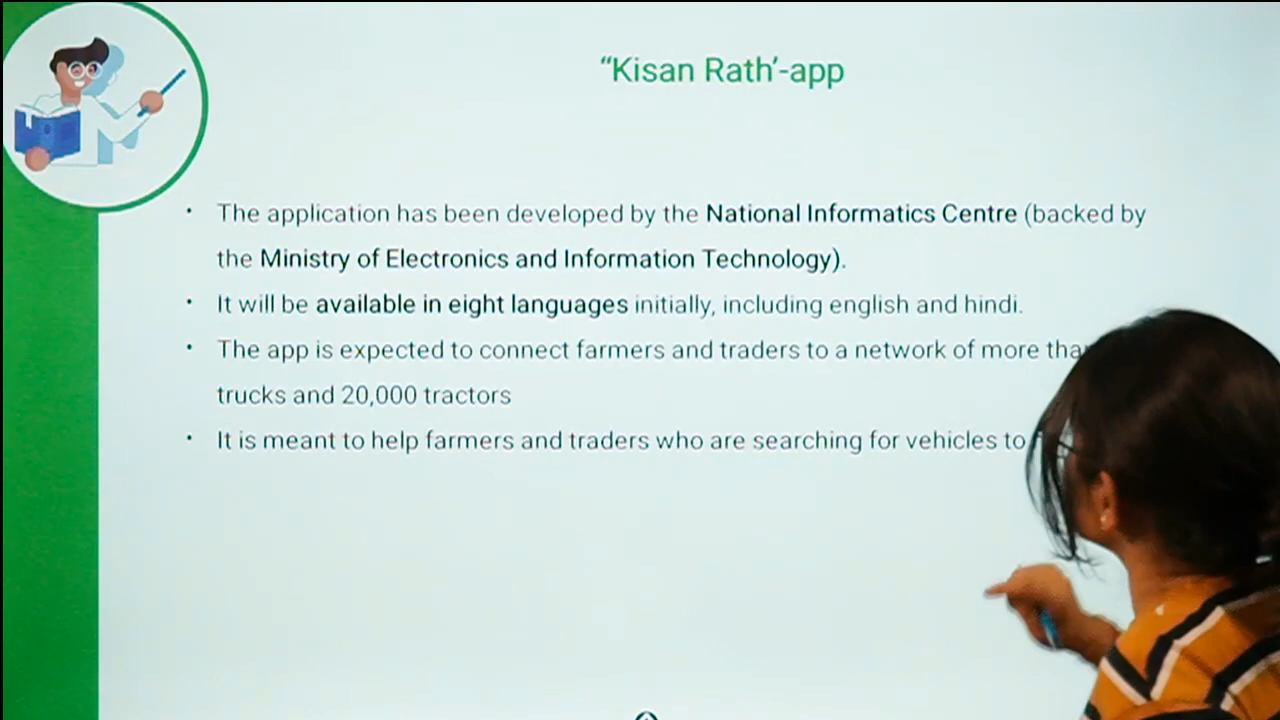 “Kisan Rath’-app
• The application has been developed by the National Informatics Centre (backed by
the Ministry of Electronics and Information Technology).
• It will be available in eight languages initially, including english and hindi.
• The app is expected to connect farmers and traders to a network of more
trucks and 20,000 tractors
• It is meant to help farmers and traders who are searching for vehicles to